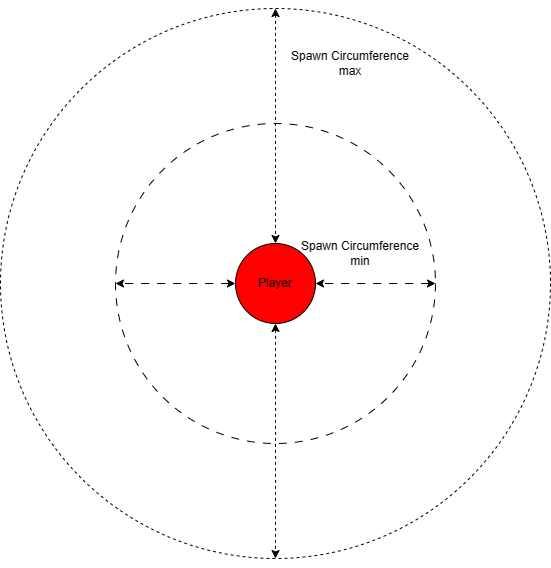 Spawn Circumference
max
Spawn Circumference
min
Player